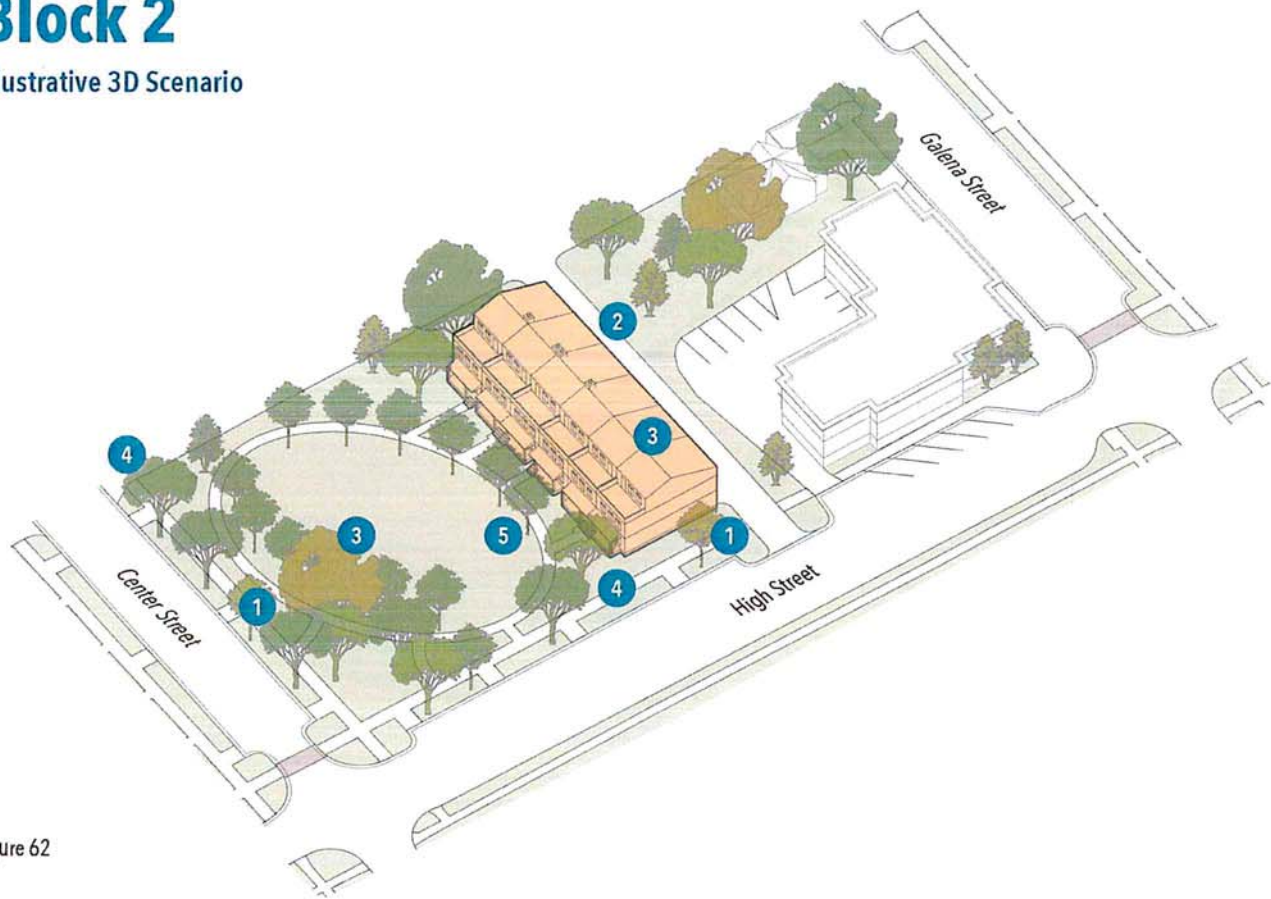 Block 2
ustrative 3D Scenario
Galena Street
2
3
4
3
5
1
4
1
Center Street
High Street
ure 62